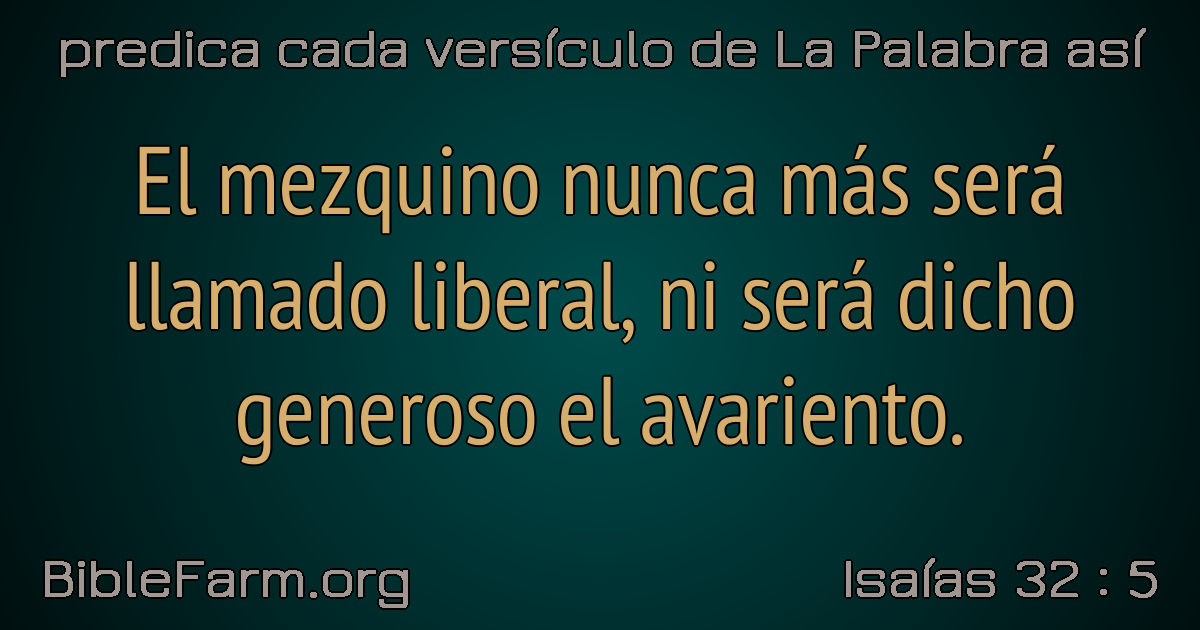 predica cada versículo de La Palabra así
El mezquino nunca más será
llamado liberal, ni será dicho
generoso el avariento.
BibleFarm.org
Isaías 32 : 5